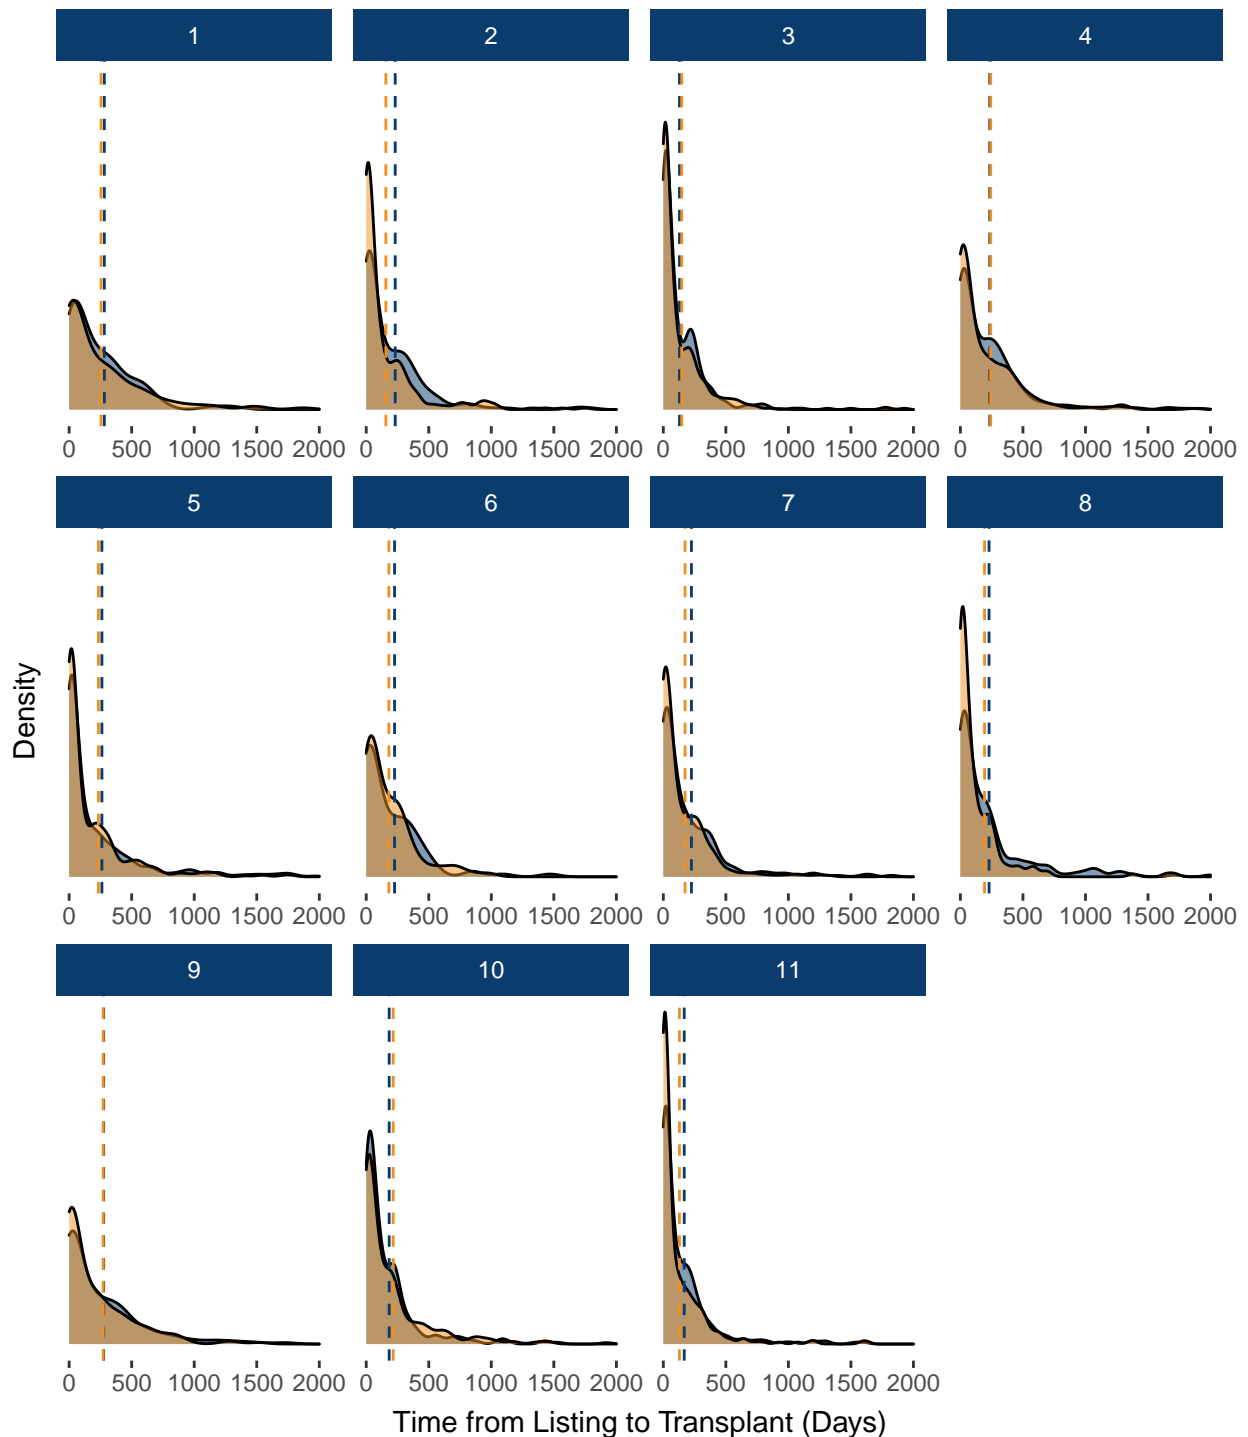 1 2 3 4
0 500 1000 1500 2000 0 500 1000 1500 2000 0 500 1000 1500 2000 0 500 1000 1500 2000
5 6 7 8
0 500 1000 1500 2000 0 500 1000 1500 2000 0 500 1000 1500 2000 0 500 1000 1500 2000
Density
9 10 11
0 500 1000 1500 2000 0 500 1000 1500 2000 0 500 1000 1500 2000
Time from Listing to Transplant (Days)